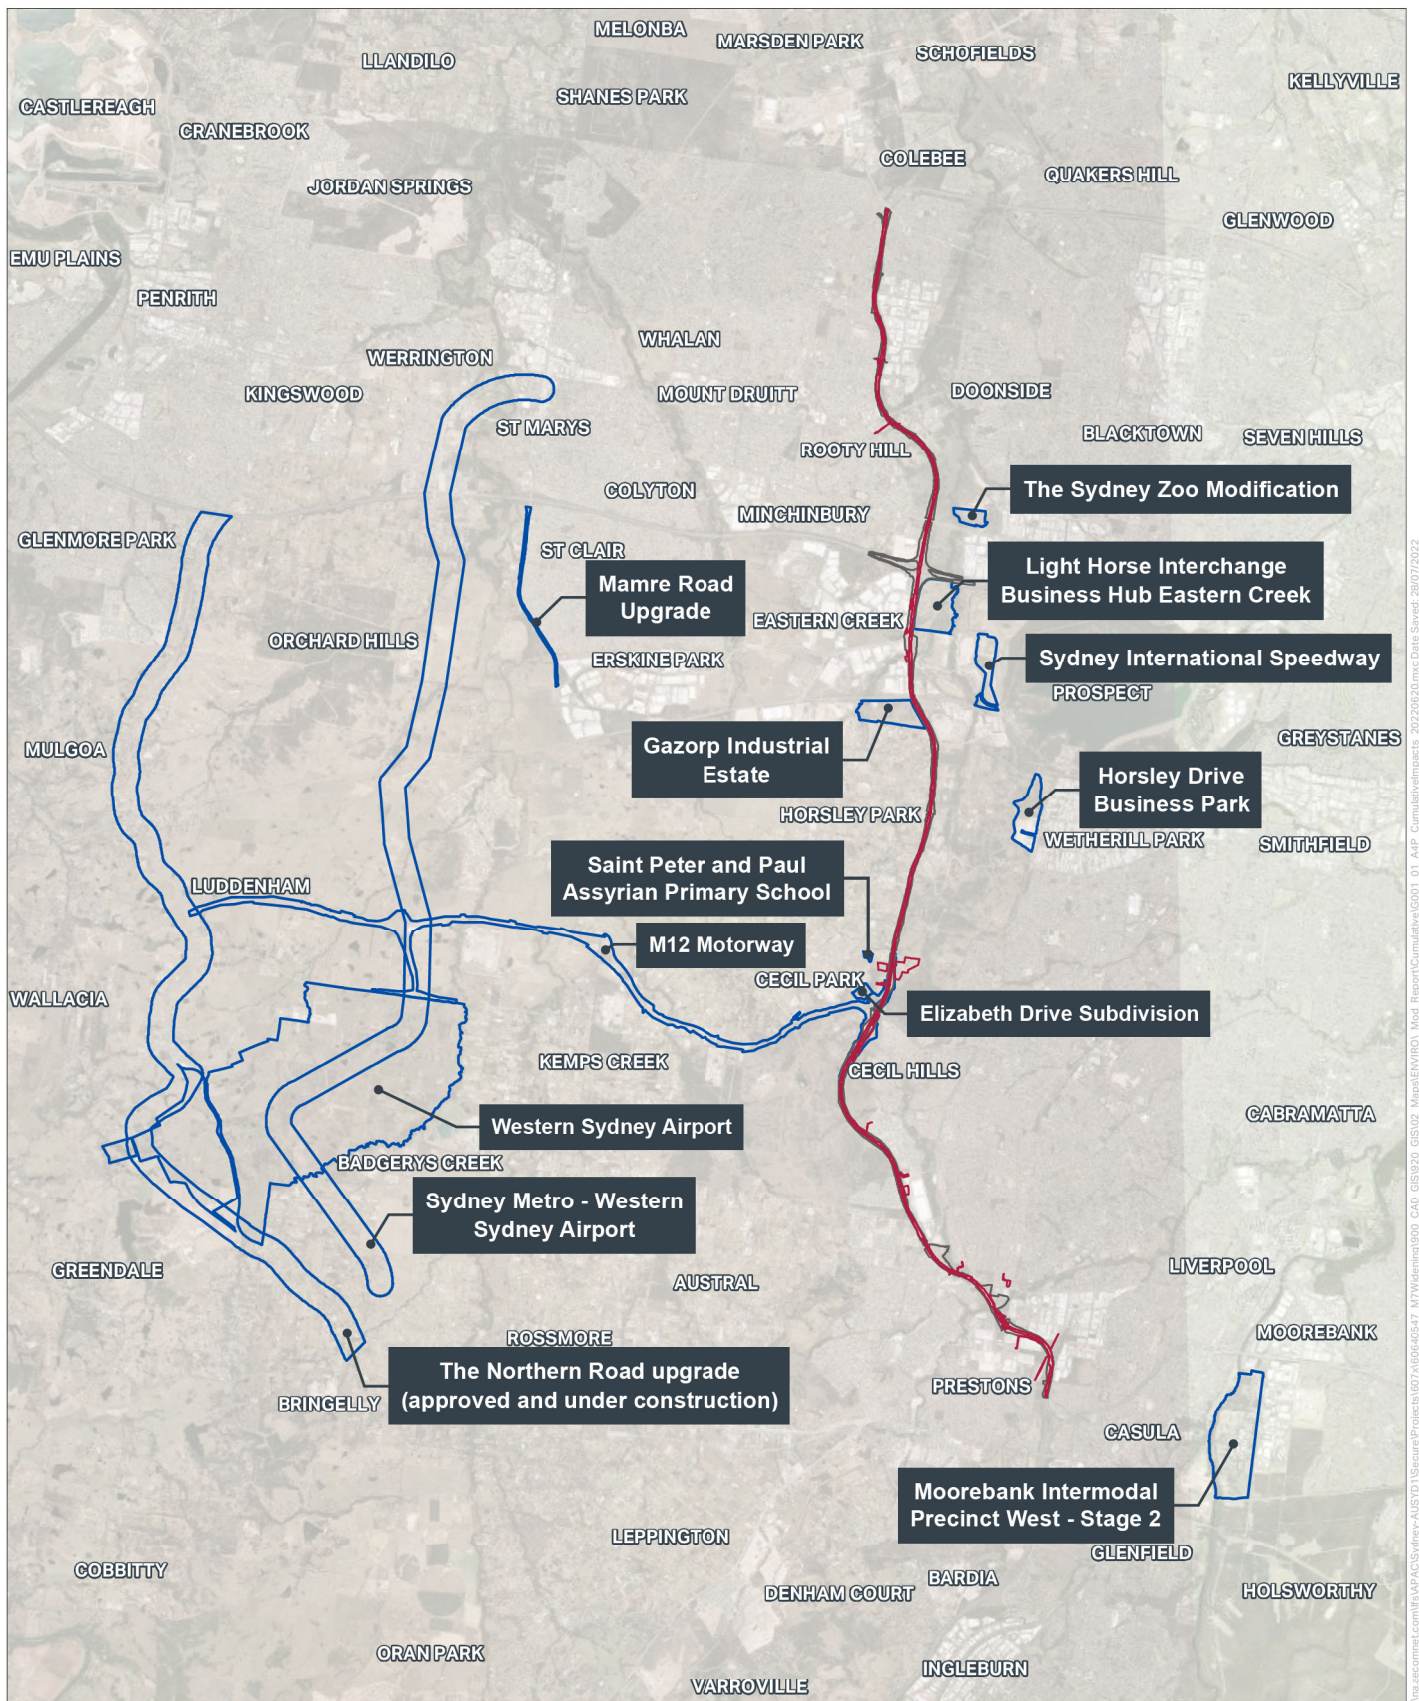 MELONBA
MARSDEN PARK
SCHOFIELDS
LLANDILO
KELLYVILLE
SHANES PARK
CASTLEREAGH
CRANEBROOK
COLEBEE
QUAKERS HILL
JORDAN SPRINGS
GLENWOOD
EMU PLAINS
PENRITH
WHALAN
WERRINGTON
KINGSWOOD
MOUNT DRUITT
DOONSIDE
ST MARYS
BLACKTOWN
SEVEN HILLS
ROOTY HILL
COLYTON
The Sydney Zoo Modification
MINCHINBURY
GLENMORE PARK
ST CLAIR
Light Horse Interchange
Business Hub Eastern Creek
Mamre Road
Upgrade
EASTERN CREEK
ORCHARD HILLS
ERSKINE PARK
Sydney International Speedway
PROSPECT
MULGOA
Gazorp Industrial
Estate
GREYSTANES
Horsley Drive
Business Park
HORSLEY PARK
WETHERILL PARK
SMITHFIELD
Saint Peter and Paul
Assyrian Primary School
LUDDENHAM
M12 Motorway
CECIL PARK
WALLACIA
Elizabeth Drive Subdivision
KEMPS CREEK
CECIL HILLS
CABRAMATTA
Western Sydney Airport
BADGERYS CREEK
Sydney Metro - Western
Sydney Airport
GREENDALE
AUSTRAL
LIVERPOOL
ROSSMORE
MOOREBANK
The Northern Road upgrade
(approved and under construction)
BRINGELLY
PRESTONS
CASULA
Moorebank Intermodal
Precinct West - Stage 2
LEPPINGTON
GLENFIELD
COBBITTY
BARDIA
DENHAM COURT
HOLSWORTHY
ORAN PARK
INGLEBURN
VARROVILLE
Date Saved: 28/07/2022